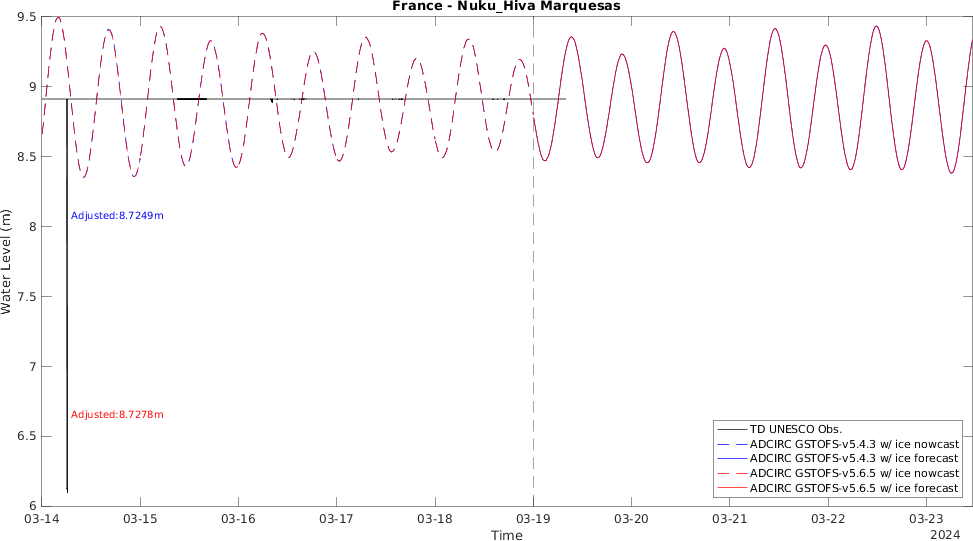 France - Nuku_Hiva Marquesas
9.5
9
8.5
8
7.5
7
6.5
6
Water Level (m)
Adjusted:8.7249m
Adjusted:8.7278m
TD UNESCO Obs.
ADCIRC GSTOFS-v5.4.3 w/ ice nowcast
ADCIRC GSTOFS-v5.4.3 w/ ice forecast
ADCIRC GSTOFS-v5.6.5 w/ ice nowcast
ADCIRC GSTOFS-v5.6.5 w/ ice forecast
03-14 03-15 03-16 03-17 03-18 03-19 03-20 03-21 03-22 03-23
Time
2024